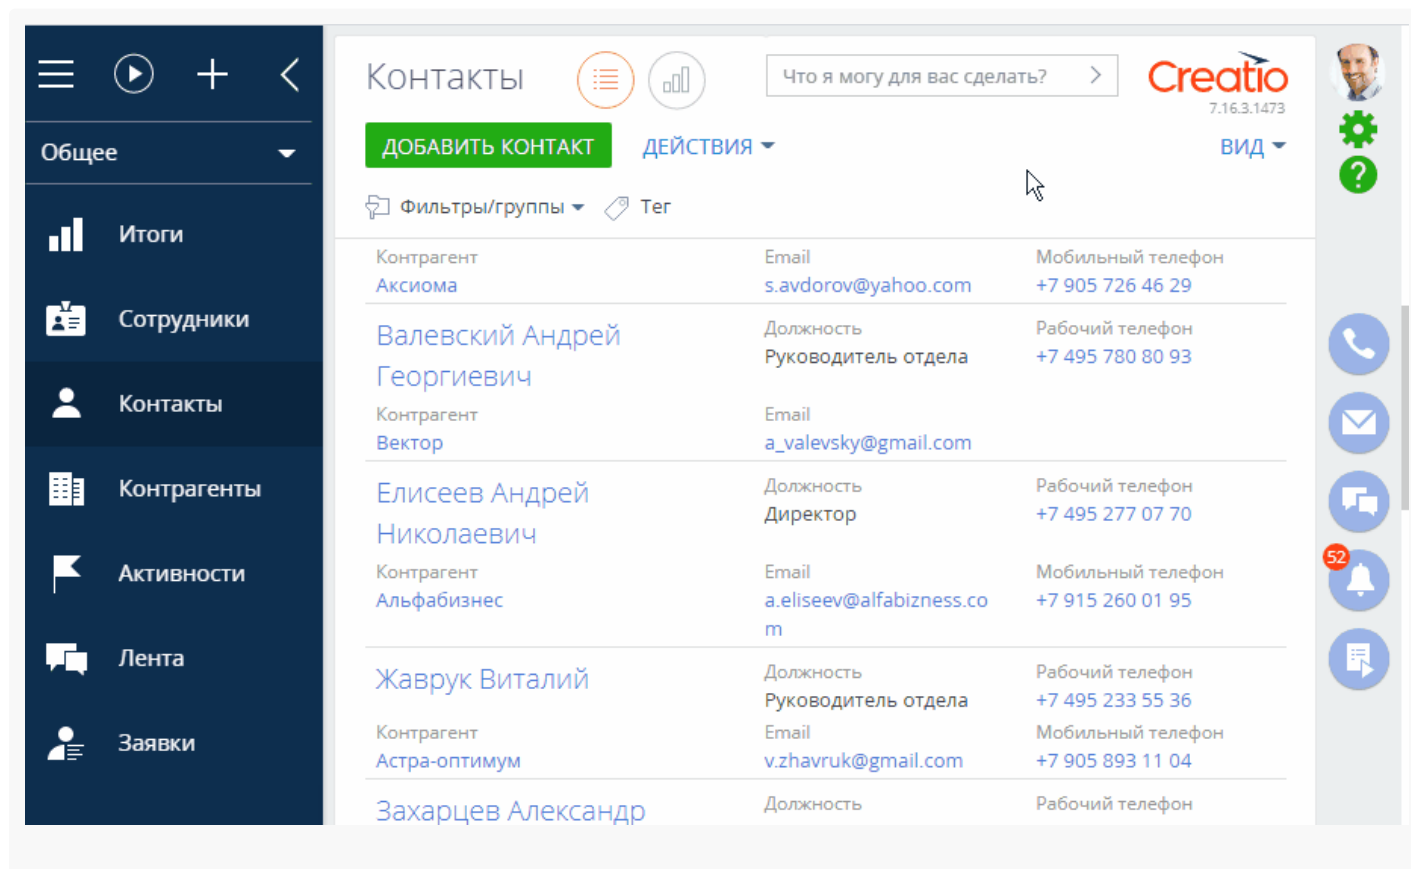 Общее
Итоги
Сотрудники
Контакты
Контрагенты
Активности
Лента
Заявки
Контакты
Что я могу для вас сделать?
Creatio
7.16.3.1473
ДОБАВИТЬ КОНТАКТ ДЕЙСТВИЯ ВИД
Фильтры/группы Тег
Контрагент Email Мобильный телефон
Аксиома s.avdorov@yahoo.com +7 905 726 46 29
Валевский Андрей Должность Рабочий телефон
Георгиевич Руководитель отдела +7 495 780 80 93
Контрагент Email
Вектор a_valevsky@gmail.com
Елисеев Андрей Должность Рабочий телефон
Николаевич Директор +7 495 277 07 70
Контрагент Email Мобильный телефон
Альфабизнес a.eliseev@alfabizness.co +7 915 260 01 95
m
Жаврук Виталий Должность Рабочий телефон
Руководитель отдела +7 495 233 55 36
Контрагент Email Мобильный телефон
Астра-оптимум v.zhavruk@gmail.com +7 905 893 11 04
Захарцев Александр Должность Рабочий телефон
?
52